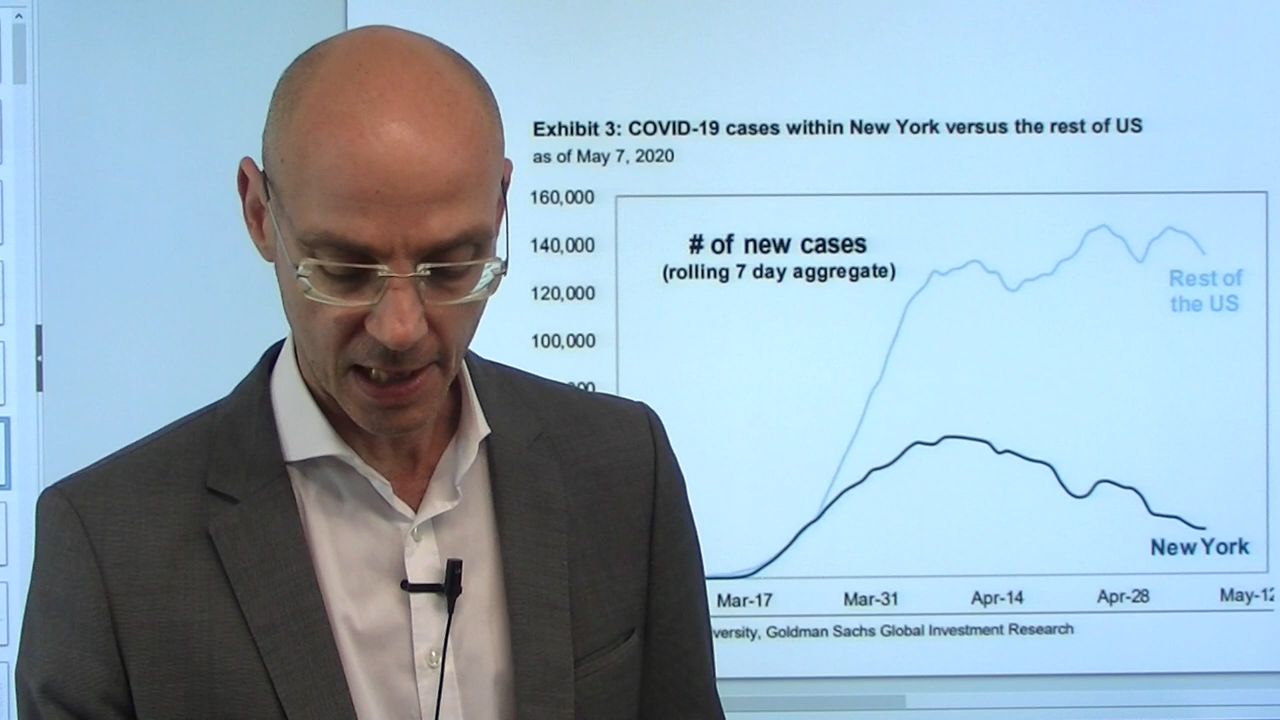 Exhibit 3: COVID-19 cases within New York versus the rest of US
as of May 7, 2020
160,000
140,000
120,000
100,000
# of new cases
(rolling 7 day aggregate)
Rest of
the US
New York
Mar-17 Mar-31 Apr-14 Apr-28
Goldman Sachs Global Investment Research